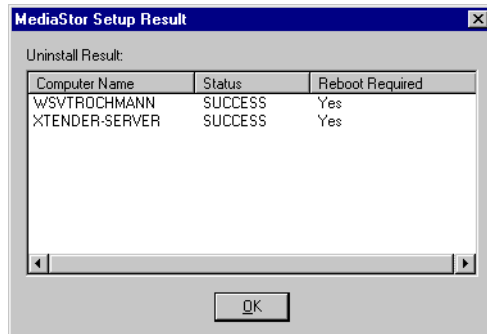 MediaStor Setup Result
Uninstall Result:
Computer Name Status Reboot Required
WSVTROCHMANN SUCCESS Yes
XTENDER-SERVER SUCCESS Yes
OK